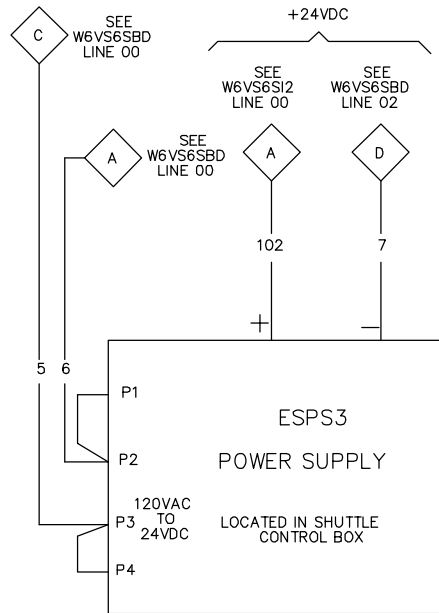 +24VDC
C
SEE
W6VS6SBD
LINE 00
SEE
W6VS6SI2
LINE 00
SEE
W6VS6SBD
LINE 02
A
SEE
W6VS6SBD
LINE 00
A
D
102
7
+
–
5
6
P1
P2
P3
P4
120VAC
TO
24VDC
ESPS3
POWER SUPPLY
LOCATED IN SHUTTLE
CONTROL BOX